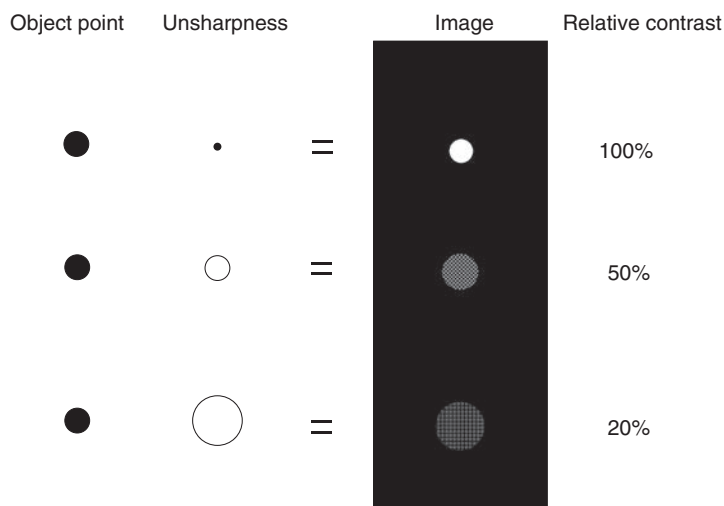 Object point Unsharpness Image Relative contrast
= 100%
= 50%
= 20%